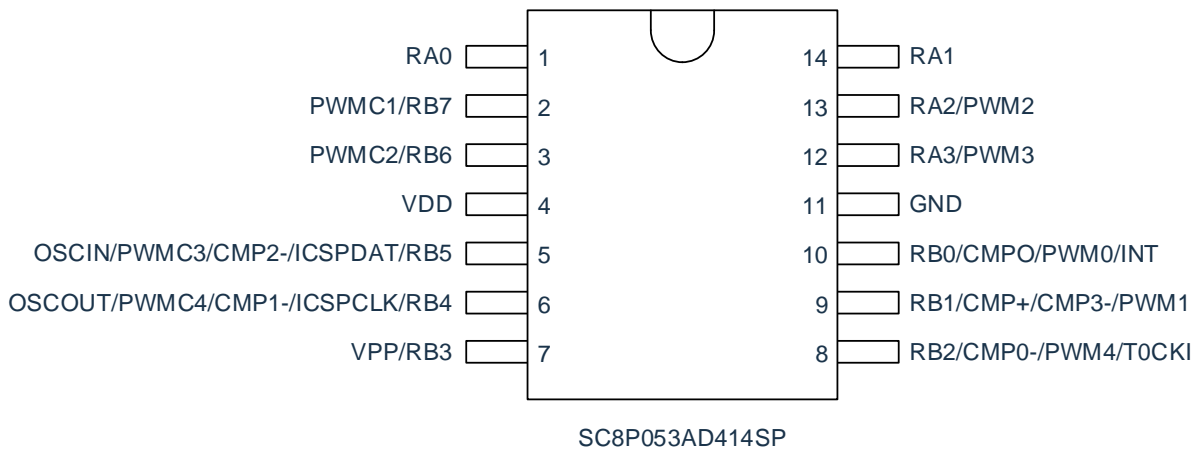 RA0 1 14 RA1
PWMC1/RB7 2 13 RA2/PWM2
PWMC2/RB6 3 12 RA3/PWM3
VDD 4 11 GND
OSCIN/PWMC3/CMP2-/ICSPDAT/RB5 5 10 RB0/CMPO/PWM0/INT
OSCOUT/PWMC4/CMP1-/ICSPCLK/RB4 6 9 RB1/CMP+/CMP3-/PWM1
VPP/RB3 7 8 RB2/CMP0-/PWM4/T0CKI
SC8P053AD414SP